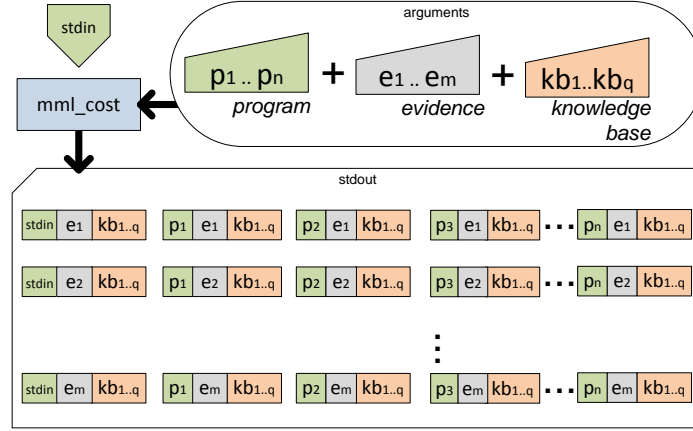 arguments
stdin
p1 .. pn + e1 .. em + kb1..kbq
program evidence knowledge base
mml_cost
stdout
stdin e1 kb1..q p1 e1 kb1..q p2 e1 kb1..q p3 e1 kb1..q ... pn e1 kb1..q
stdin e2 kb1..q p1 e2 kb1..q p2 e2 kb1..q p3 e2 kb1..q ... pn e2 kb1..q
stdin em kb1..q p1 em kb1..q p2 em kb1..q p3 em kb1..q ... pn em kb1..q